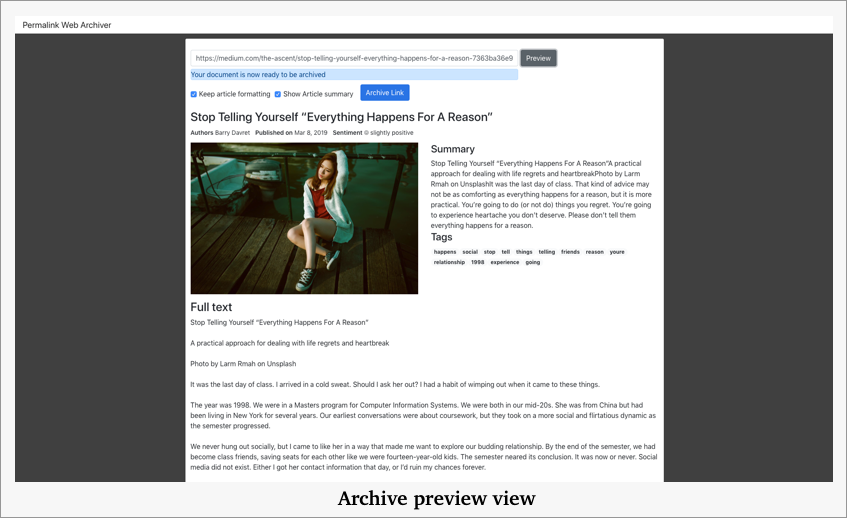 Permalink Web Archiver
https://medium.com/the-ascent/stop-telling-yourself-everything-happens-for-a-reason-7363ba36e9
Preview
Your document is now ready to be archived
Keep article formatting
Show Article summary
Archive Link
Stop Telling Yourself “Everything Happens For A Reason”
Authors Barry Davret Published on Mar 8, 2019 Sentiment ☺ slightly positive
Summary
Stop Telling Yourself “Everything Happens For A Reason”A practical
approach for dealing with life regrets and heartbreakPhoto by Larm
Rmah on UnsplashIt was the last day of class. That kind of advice may
not be as comforting as everything happens for a reason, but it is more
practical. You’re going to do (or not do) things you regret. You’re going
to experience heartache you don’t deserve. Please don’t tell them
everything happens for a reason.
Tags
happens social stop tell things telling friends reason youre
relationship 1998 experience going
Full text
Stop Telling Yourself “Everything Happens For A Reason”
A practical approach for dealing with life regrets and heartbreak
Photo by Larm Rmah on Unsplash
It was the last day of class. I arrived in a cold sweat. Should I ask her out? I had a habit of wimping out when it came to these things.
The year was 1998. We were in a Masters program for Computer Information Systems. We were both in our mid-20s. She was from China but had
been living in New York for several years. Our earliest conversations were about coursework, but they took on a more social and flirtatious dynamic as
the semester progressed.
We never hung out socially, but I came to like her in a way that made me want to explore our budding relationship. By the end of the semester, we had
become class friends, saving seats for each other like we were fourteen-year-old kids. The semester neared its conclusion. It was now or never. Social
media did not exist. Either I got her contact information that day, or I’d ruin my chances forever.
Archive preview view